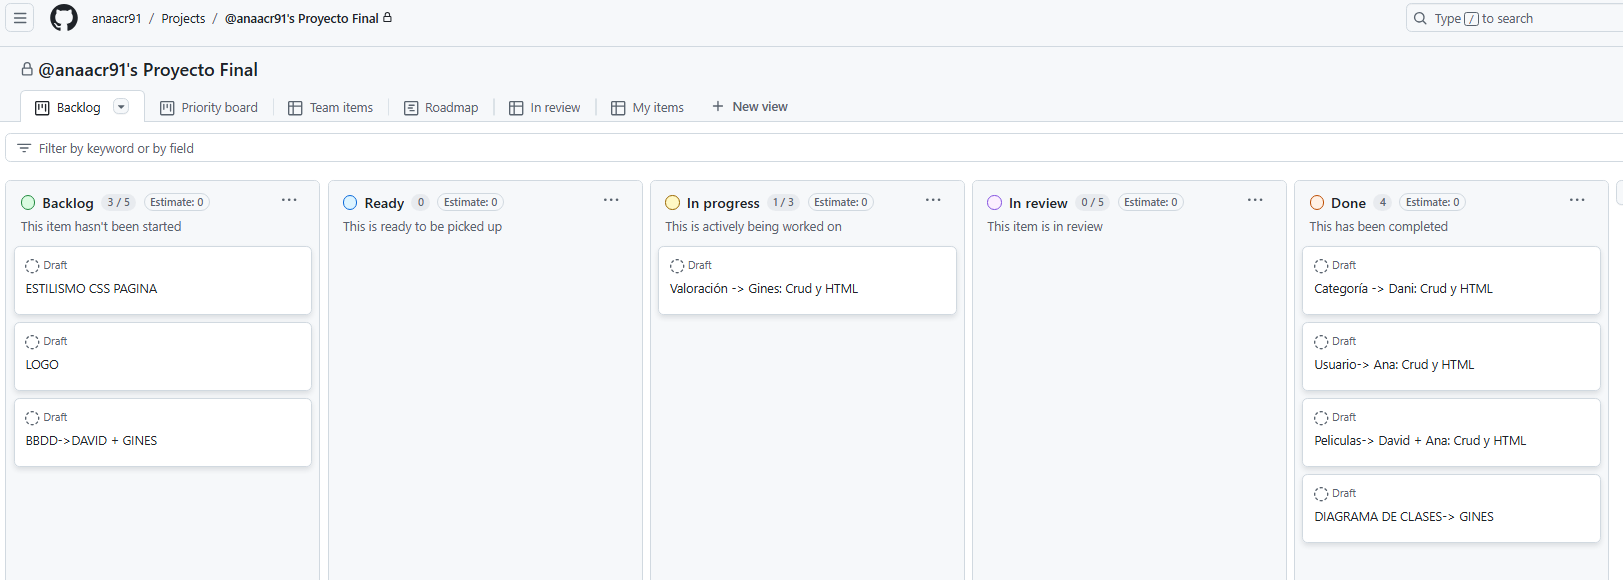 anaacr91 / Projects / @anaacr91's Proyecto Final
Type / to search
@anaacr91's Proyecto Final
Backlog
Priority board
Team items
Roadmap
In review
My items
New view
Filter by keyword or by field
Backlog 3 / 5 Estimate: 0
This item hasn't been started
Draft
ESTILISMO CSS PAGINA
Draft
LOGO
Draft
BBDD->DAVID + GINES
Ready 0 Estimate: 0
This is ready to be picked up
In progress 1 / 3 Estimate: 0
This is actively being worked on
Draft
Valoración -> Gines: Crud y HTML
In review 0 / 5 Estimate: 0
This item is in review
Done 4 Estimate: 0
This has been completed
Draft
Categoría -> Dani: Crud y HTML
Draft
Usuario-> Ana: Crud y HTML
Draft
Peliculas-> David + Ana: Crud y HTML
Draft
DIAGRAMA DE CLASES-> GINES